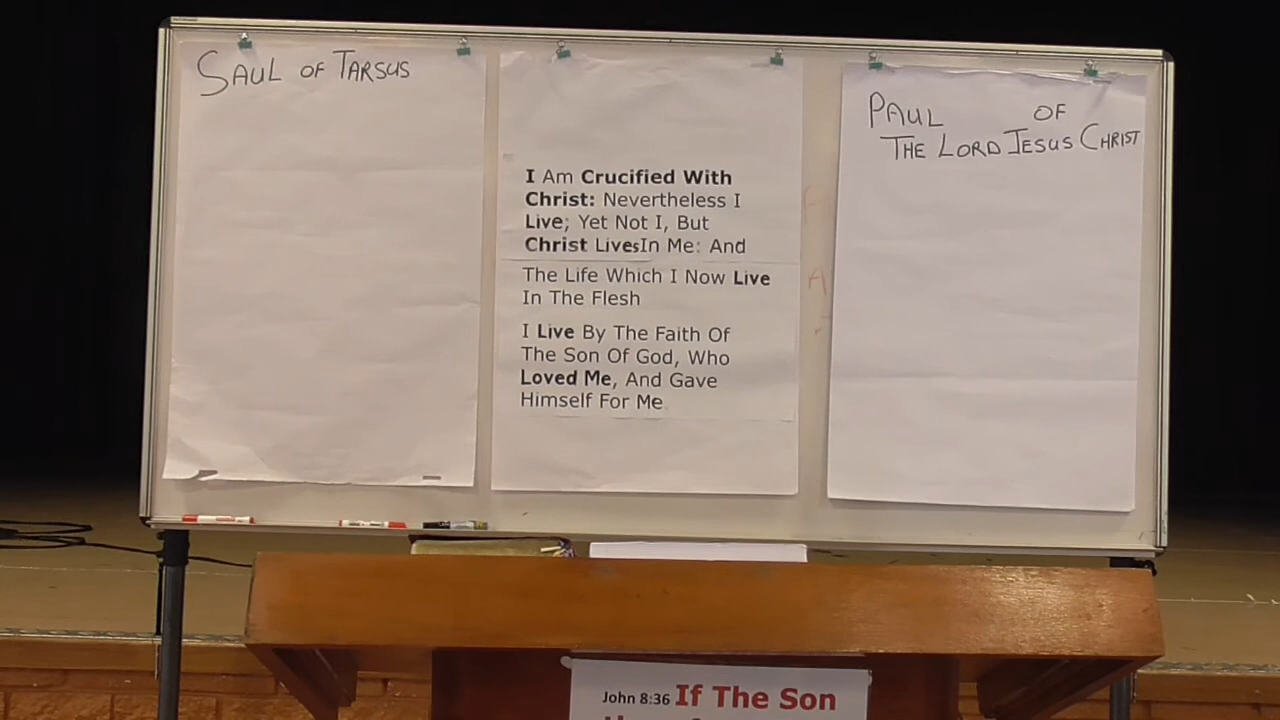 SAUL OF TARSUS
I Am Crucified With
Christ: Nevertheless I
Live; Yet Not I, But
Christ LivesIn Me: And
The Life Which I Now Live
In The Flesh
I Live By The Faith Of
The Son Of God, Who
Loved Me, And Gave
Himself For Me
PAUL OF
THE LORD JESUS CHRIST
John 8:36 If The Son